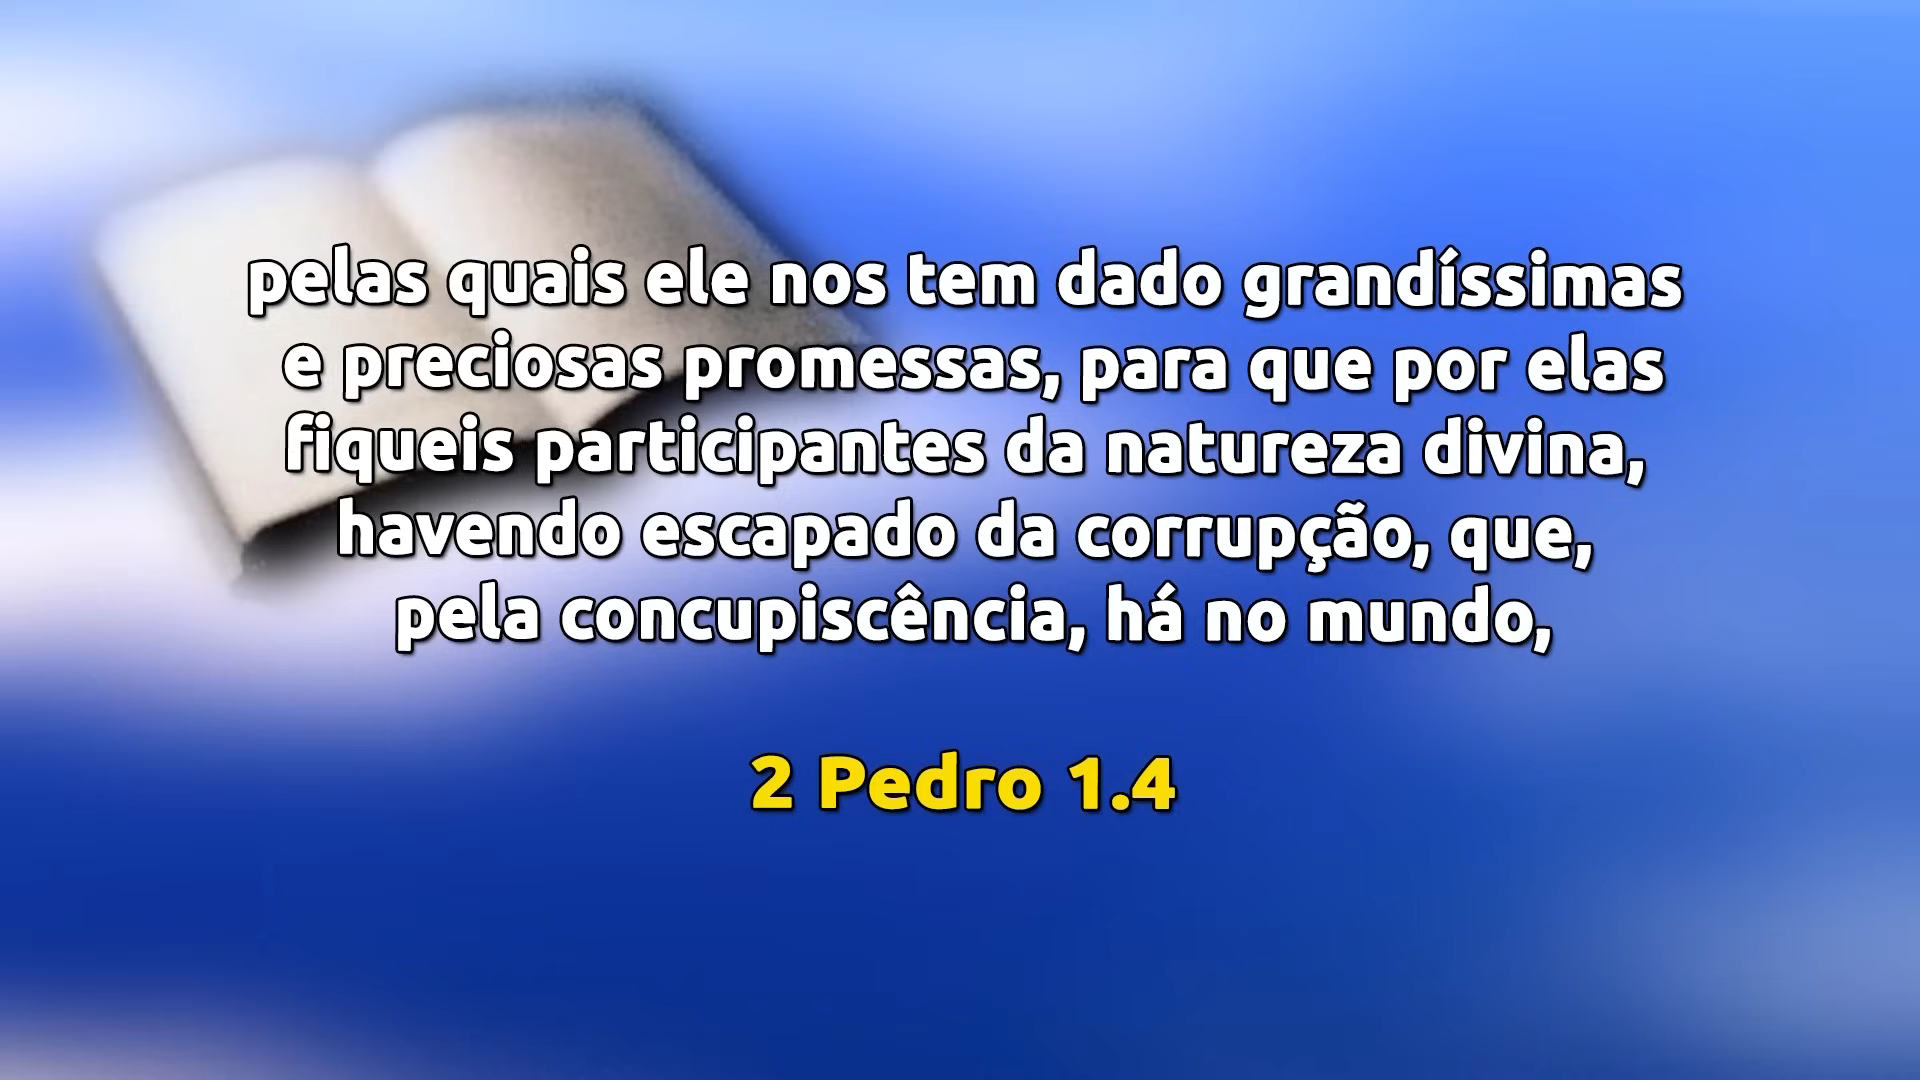 pelas quais ele nos tem dado grandíssimas
e preciosas promessas, para que por elas
fiqueis participantes da natureza divina,
havendo escapado da corrupção, que,
pela concupiscência, há no mundo,
2 Pedro 1.4